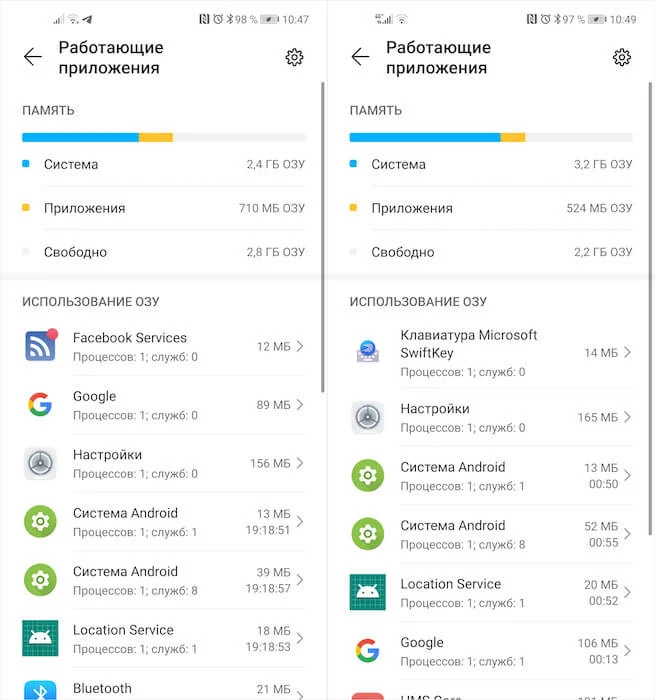 98 % 10:47
Работающие
приложения
ПАМЯТЬ
Система 2,4 ГБ ОЗУ
Приложения 710 МБ ОЗУ
Свободно 2,8 ГБ ОЗУ
ИСПОЛЬЗОВАНИЕ ОЗУ
Facebook Services
Процессов: 1; служб: 0
12 МБ
Google
Процессов: 1; служб: 0
89 МБ
Настройки
Процессов: 1; служб: 0
156 МБ
Система Android
Процессов: 1; служб: 1
13 МБ
19:18:51
Система Android
Процессов: 1; служб: 8
39 МБ
19:18:57
Location Service
Процессов: 1; служб: 1
18 МБ
19:18:53
Bluetooth
21 МБ
97 % 10:49
Работающие
приложения
ПАМЯТЬ
Система 3,2 ГБ ОЗУ
Приложения 524 МБ ОЗУ
Свободно 2,2 ГБ ОЗУ
ИСПОЛЬЗОВАНИЕ ОЗУ
Клавиатура Microsoft
SwiftKey
Процессов: 1; служб: 0
14 МБ
Настройки
Процессов: 1; служб: 0
165 МБ
Система Android
Процессов: 1; служб: 1
13 МБ
00:50
Система Android
Процессов: 1; служб: 8
52 МБ
00:55
Location Service
Процессов: 1; служб: 1
20 МБ
00:52
Google
Процессов: 1; служб: 1
106 МБ
00:13
HMS Core